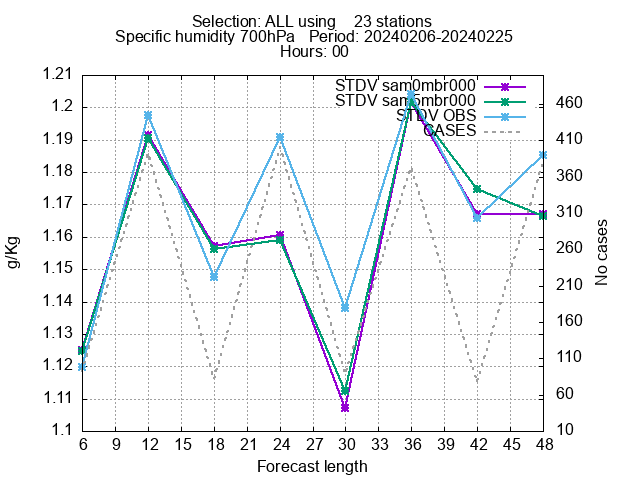 Selection: ALL using    23 stations
Specific humidity 700hPa   Period: 20240206-20240225
Hours: 00
STDV sam0mbr000
STDV sam5mbr000
STDV OBS
CASES
g/Kg
1.21
1.2
1.19
1.18
1.17
1.16
1.15
1.14
1.13
1.12
1.11
1.1
460
410
360
310
260
210
160
110
60
10
No cases
6 9 12 15 18 21 24 27 30 33 36 39 42 45 48
Forecast length